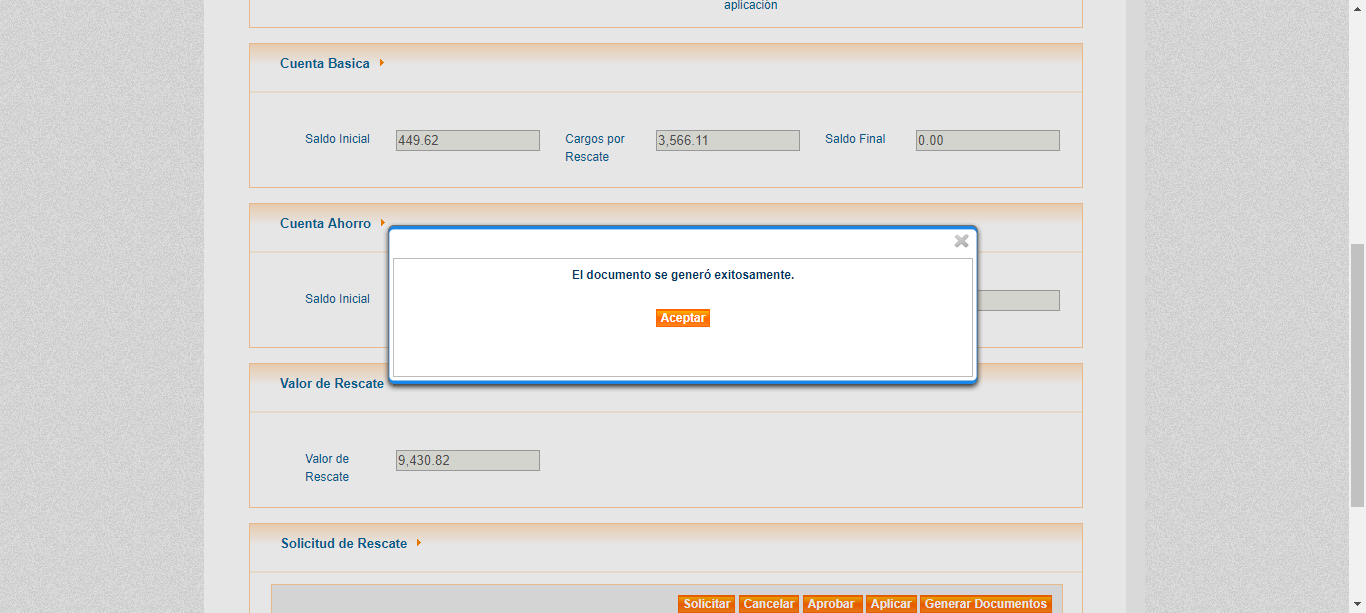 aplicación
Cuenta Basica
Saldo Inicial 449.62 Cargos por Rescate 3,566.11 Saldo Final 0.00
Cuenta Ahorro
Saldo Inicial
El documento se generó exitosamente.
Aceptar
Valor de Rescate
Valor de Rescate 9,430.82
Solicitud de Rescate
Solicitar Cancelar Aprobar Aplicar Generar Documentos